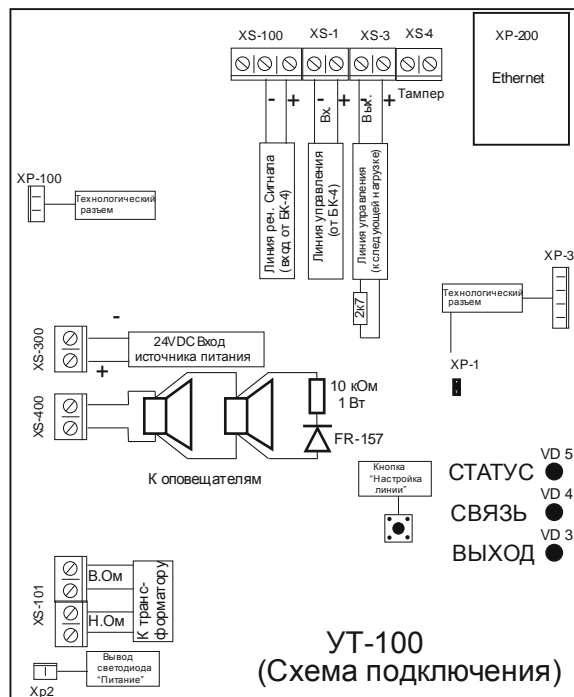 XS-100 XS-1 XS-3 XS-4 XP-200
Ethernet
- + - + - +
Вх.
Вых.
Тампер
Линия реч. Сигнапа
(вход от БК-4)
Линия управления
(от БК-4)
Линия управления
(к следующей нагрузке)
2к7
XP-100
Технологический
разъем
XP-3
Технологический
разъем
XP-1
XS-300
-
+
24VDC Вход
источника питания
XS-400
10 кОм
1 Вт
FR-157
К оповещателям
Кнопка
"Настройка
линии"
VD 5
СТАТУС
VD 4
СВЯЗЬ
VD 3
ВЫХОД
XS-101
В.Ом
Н.Ом
К транс-
форматору
Xp2
Вывод
светодиода
"Питание"
УТ-100
(Схема подключения)